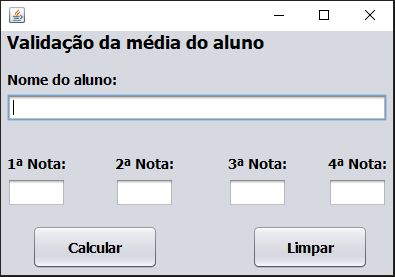 Validação da média do aluno
Nome do aluno:
1ª Nota: 2ª Nota: 3ª Nota: 4ª Nota:
Calcular Limpar